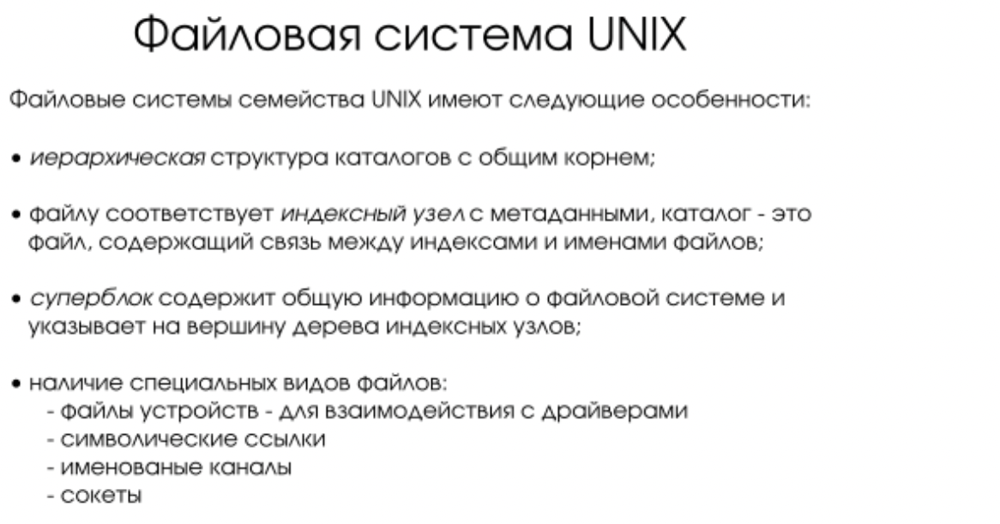 Файловая система UNIX
Файловые системы семейства UNIX имеют следующие особенности:
• иерархическая структура каталогов с общим корнем;
• файлу соответствует индексный узел с метаданными, каталог - это
файл, содержащий связь между индексами и именами файлов;
• суперблок содержит общую информацию о файловой системе и
указывает на вершину дерева индексных узлов;
• наличие специальных видов файлов:
- файлы устройств - для взаимодействия с драйверами
- символические ссылки
- именованые каналы
- сокеты